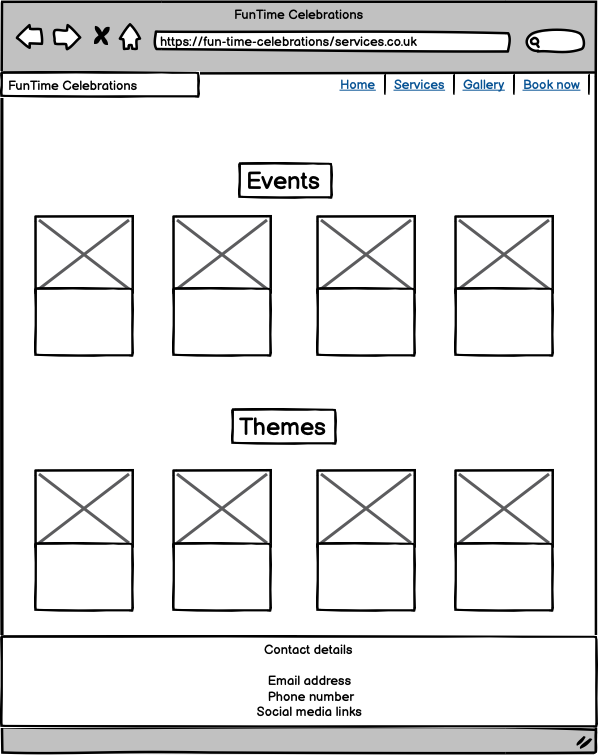 FunTime Celebrations
https://fun-time-celebrations/services.co.uk
FunTime Celebrations
Home
Services
Gallery
Book now
Events
Themes
Contact details
Email address
Phone number
Social media links